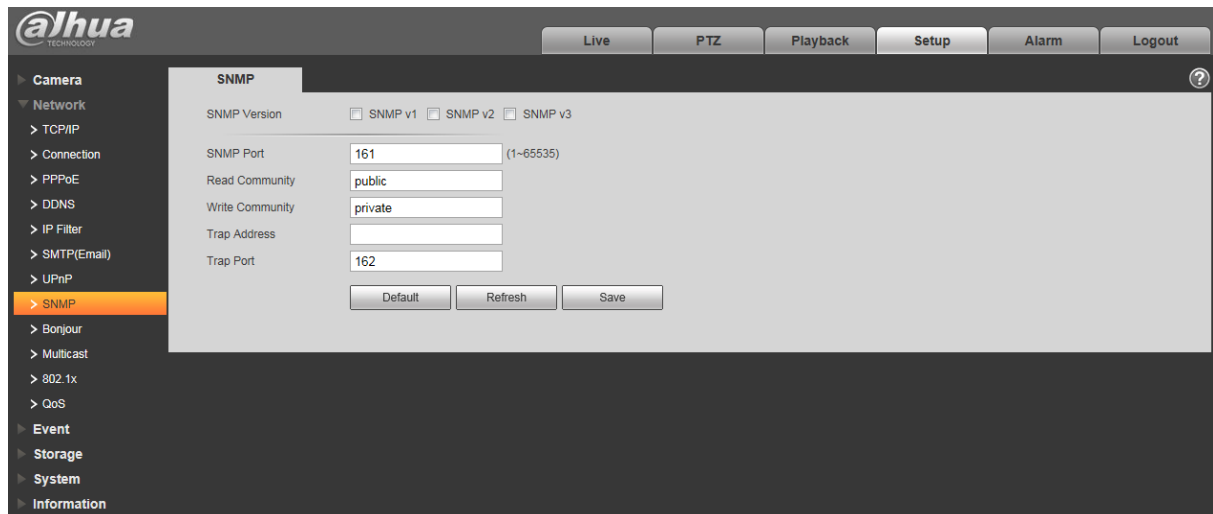 alhua
TECHNOLOGY
Live PTZ Playback Setup Alarm Logout
Camera
Network
> TCP/IP
> Connection
> PPPoE
> DDNS
> IP Filter
> SMTP(Email)
> UPnP
> SNMP
> Bonjour
> Multicast
> 802.1x
> QoS
Event
Storage
System
Information
SNMP ?
SNMP Version SNMP v1 SNMP v2 SNMP v3
SNMP Port 161 (1~65535)
Read Community public
Write Community private
Trap Address
Trap Port 162
Default Refresh Save